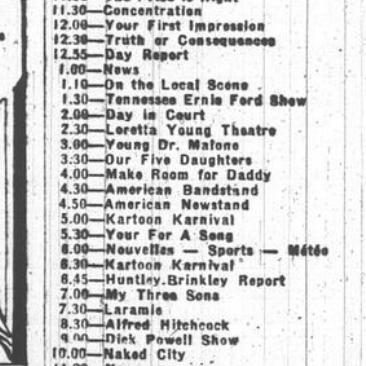 11.30—Concentration
12.00—Your First Impression
12.30—Truth or Consequences
12.55—Day Report
1.00—News
1.10—On the Local Scene
1.30—Tennessee Ernie Ford Show
2.00—Day in Court
2.30—Loretta Young Theatre
3.00—Young Dr. Malone
3:30—Our Five Daughters
4.00—Make Room for Daddy
4.30—American Bandstand
4.50—American Newstand
5.00—Kartoon Karnival
5.30—Your For A Song
6.00—Nouvelles — Sports — Météo
6.30—Kartoon Karnival
6.45—Huntley-Brinkley Report
7.00—My Three Sons
7.30—Laramie
8.30—Alfred Hitchcock
9.00—Dick Powell Show
10.00—Naked City